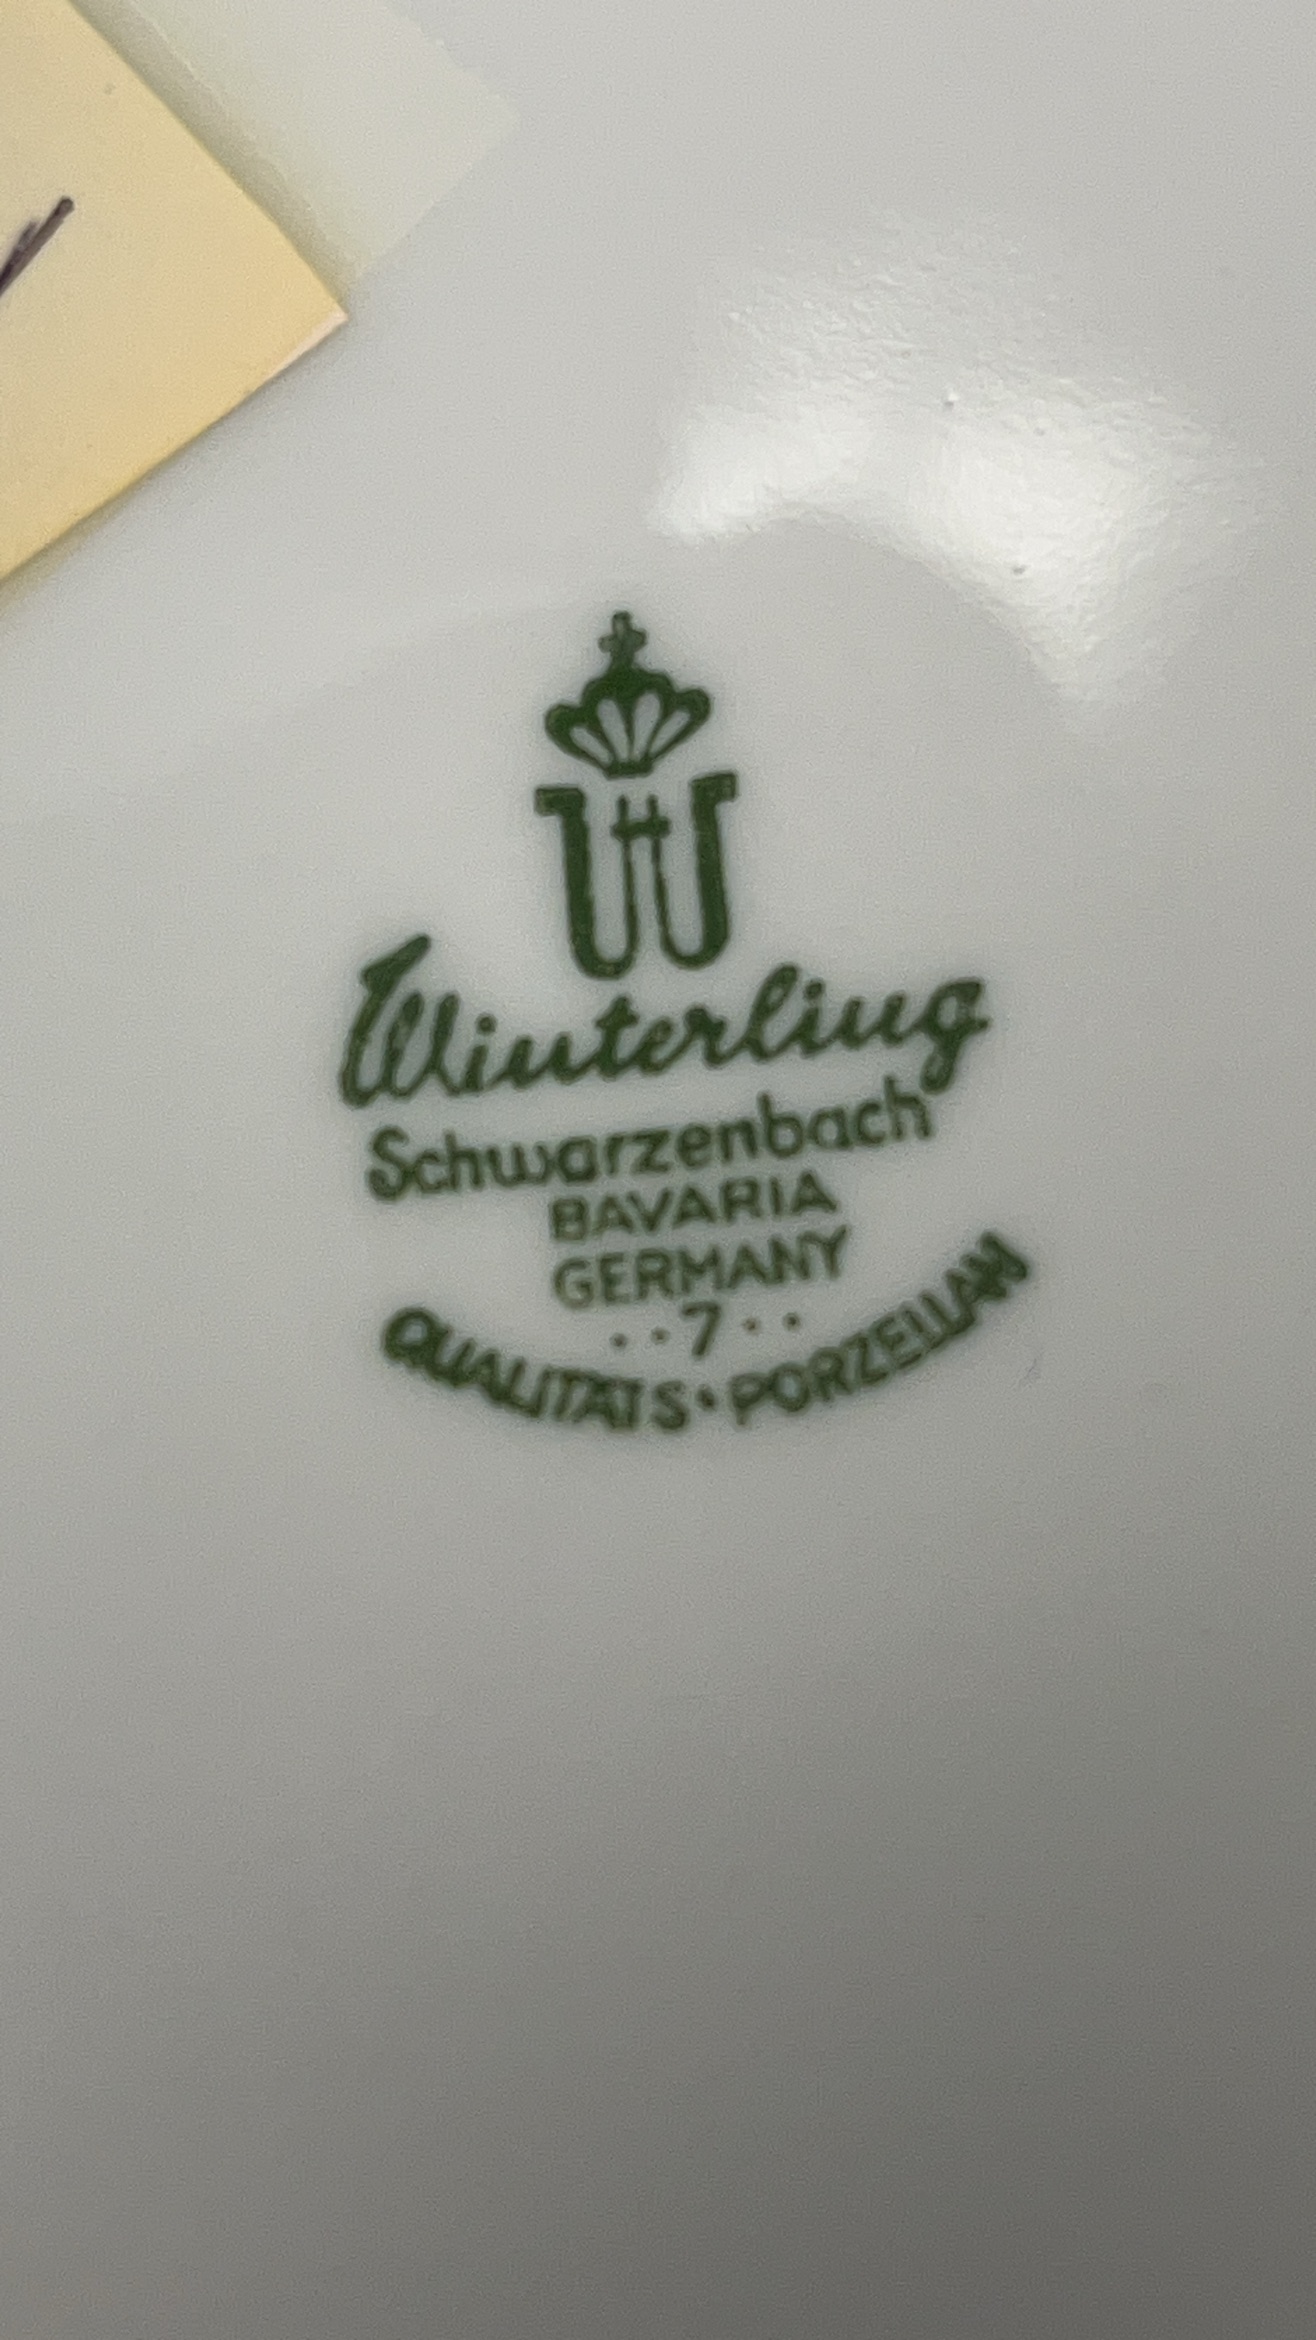 W
Winterling
Schwarzenbach
BAVARIA
GERMANY
··7··
QUALITÄTS·PORZELLAN